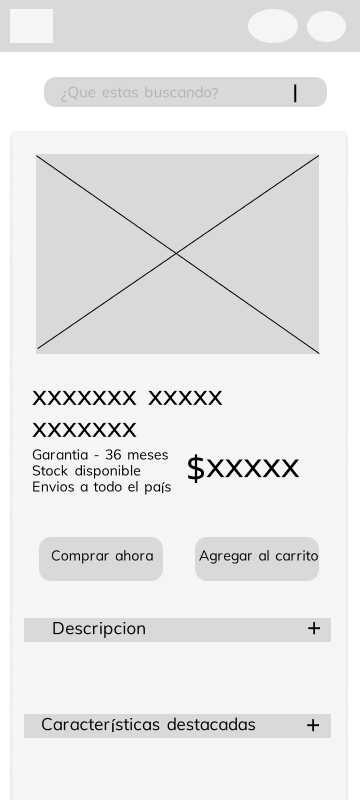 ¿Que estas buscando?
xxxxxxx xxxxx
xxxxxxx
Garantia - 36 meses
Stock disponible
Envios a todo el país
$xxxxx
Comprar ahora
Agregar al carrito
Descripcion +
Características destacadas +